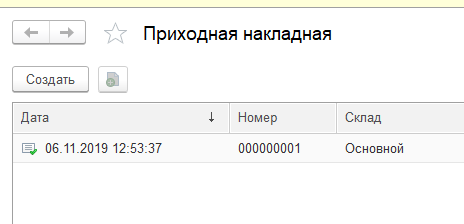 Приходная накладная
Создать
Дата Номер Склад
06.11.2019 12:53:37 000000001 Основной